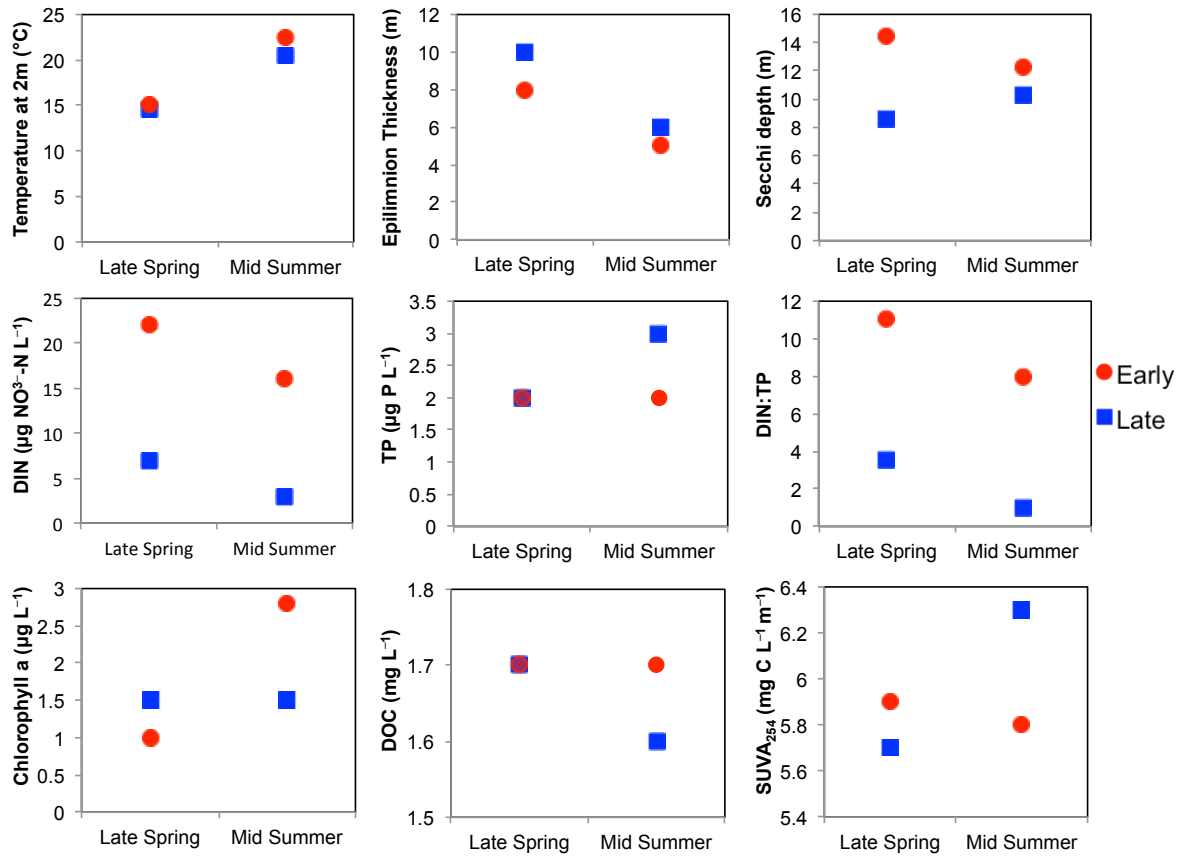 Temperature at 2m (°C)
25
20
15
10
5
0
Late Spring
Mid Summer
Epilimnion Thickness (m)
12
10
8
6
4
2
0
Late Spring
Mid Summer
Secchi depth (m)
16
14
12
10
8
6
4
2
0
Late Spring
Mid Summer
DIN (µg NO³⁻-N L⁻¹)
25
20
15
10
5
0
Late Spring
Mid Summer
TP (µg P L⁻¹)
3.5
3
2.5
2
1.5
1
0.5
0
Late Spring
Mid Summer
DIN:TP
12
10
8
6
4
2
0
Late Spring
Mid Summer
Early
Late
Chlorophyll a (µg L⁻¹)
3
2.5
2
1.5
1
0.5
0
Late Spring
Mid Summer
DOC (mg L⁻¹)
1.8
1.7
1.6
1.5
Late Spring
Mid Summer
SUVA₂₅₄ (mg C L⁻¹ m⁻¹)
6.4
6.2
6
5.8
5.6
5.4
Late Spring
Mid Summer